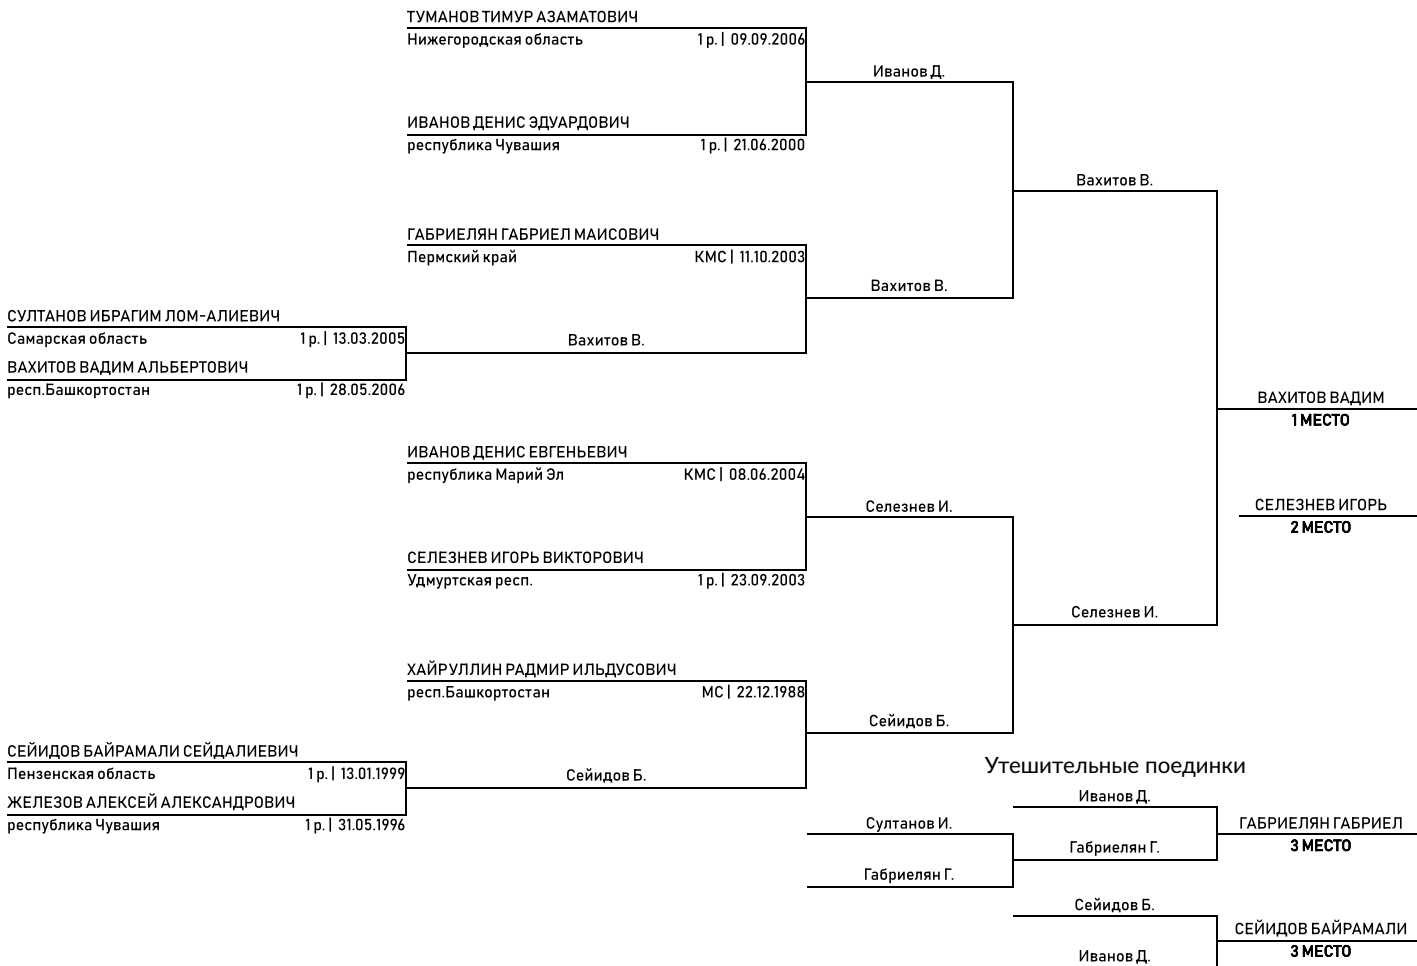 ТУМАНОВ ТИМУР АЗАМАТОВИЧ
Нижегородская область 1 р. | 09.09.2006
Иванов Д.
ИВАНОВ ДЕНИС ЭДУАРДОВИЧ
республика Чувашия 1 р. | 21.06.2000
Вахитов В.
ГАБРИЕЛЯН ГАБРИЕЛ МАИСОВИЧ
Пермский край КМС | 11.10.2003
Вахитов В.
СУЛТАНОВ ИБРАГИМ ЛОМ-АЛИЕВИЧ
Самарская область 1 р. | 13.03.2005
Вахитов В.
ВАХИТОВ ВАДИМ АЛЬБЕРТОВИЧ
респ.Башкортостан 1 р. | 28.05.2006
ВАХИТОВ ВАДИМ
1 МЕСТО
ИВАНОВ ДЕНИС ЕВГЕНЬЕВИЧ
республика Марий Эл КМС | 08.06.2004
Селезнев И.
СЕЛЕЗНЕВ ИГОРЬ
2 МЕСТО
СЕЛЕЗНЕВ ИГОРЬ ВИКТОРОВИЧ
Удмуртская респ. 1 р. | 23.09.2003
Селезнев И.
ХАЙРУЛЛИН РАДМИР ИЛЬДУСОВИЧ
респ.Башкортостан МС | 22.12.1988
Сейидов Б.
СЕЙИДОВ БАЙРАМАЛИ СЕЙДАЛИЕВИЧ
Пензенская область 1 р. | 13.01.1999
Сейидов Б.
ЖЕЛЕЗОВ АЛЕКСЕЙ АЛЕКСАНДРОВИЧ
республика Чувашия 1 р. | 31.05.1996
Утешительные поединки
Иванов Д.
Султанов И.
ГАБРИЕЛЯН ГАБРИЕЛ
3 МЕСТО
Габриелян Г.
Габриелян Г.
Сейидов Б.
СЕЙИДОВ БАЙРАМАЛИ
3 МЕСТО
Иванов Д.